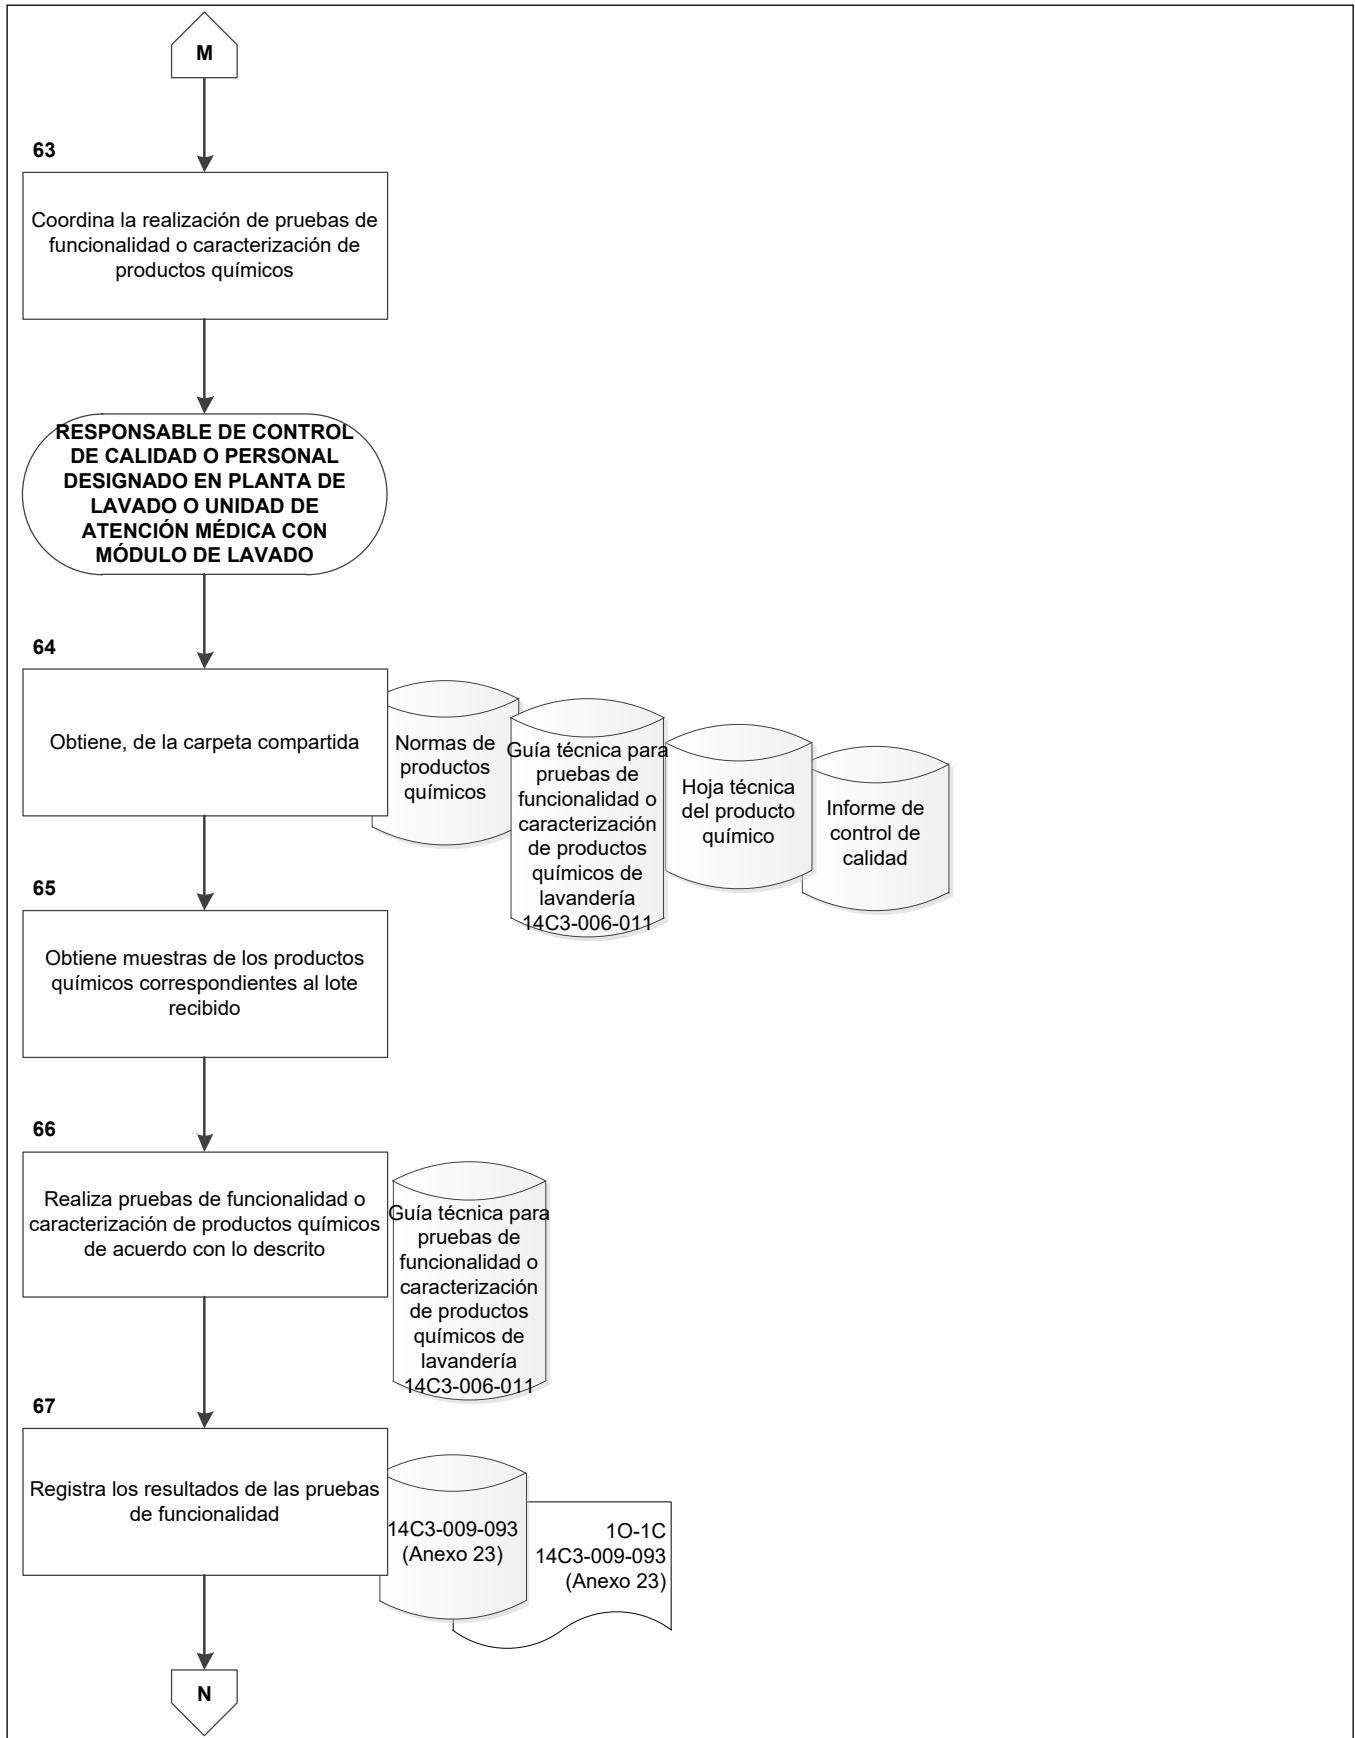 M
63
Coordina la realización de pruebas de
funcionalidad o caracterización de
productos químicos
RESPONSABLE DE CONTROL
DE CALIDAD O PERSONAL
DESIGNADO EN PLANTA DE
LAVADO O UNIDAD DE
ATENCIÓN MÉDICA CON
MÓDULO DE LAVADO
64
Obtiene, de la carpeta compartida
Normas de
productos
químicos
Guía técnica para
pruebas de
funcionalidad o
caracterización
de productos
químicos de
lavandería
14C3-006-011
Hoja técnica
del producto
químico
Informe de
control de
calidad
65
Obtiene muestras de los productos
químicos correspondientes al lote
recibido
66
Realiza pruebas de funcionalidad o
caracterización de productos químicos
de acuerdo con lo descrito
Guía técnica para
pruebas de
funcionalidad o
caracterización
de productos
químicos de
lavandería
14C3-006-011
67
Registra los resultados de las pruebas
de funcionalidad
14C3-009-093
(Anexo 23)
1O-1C
14C3-009-093
(Anexo 23)
N